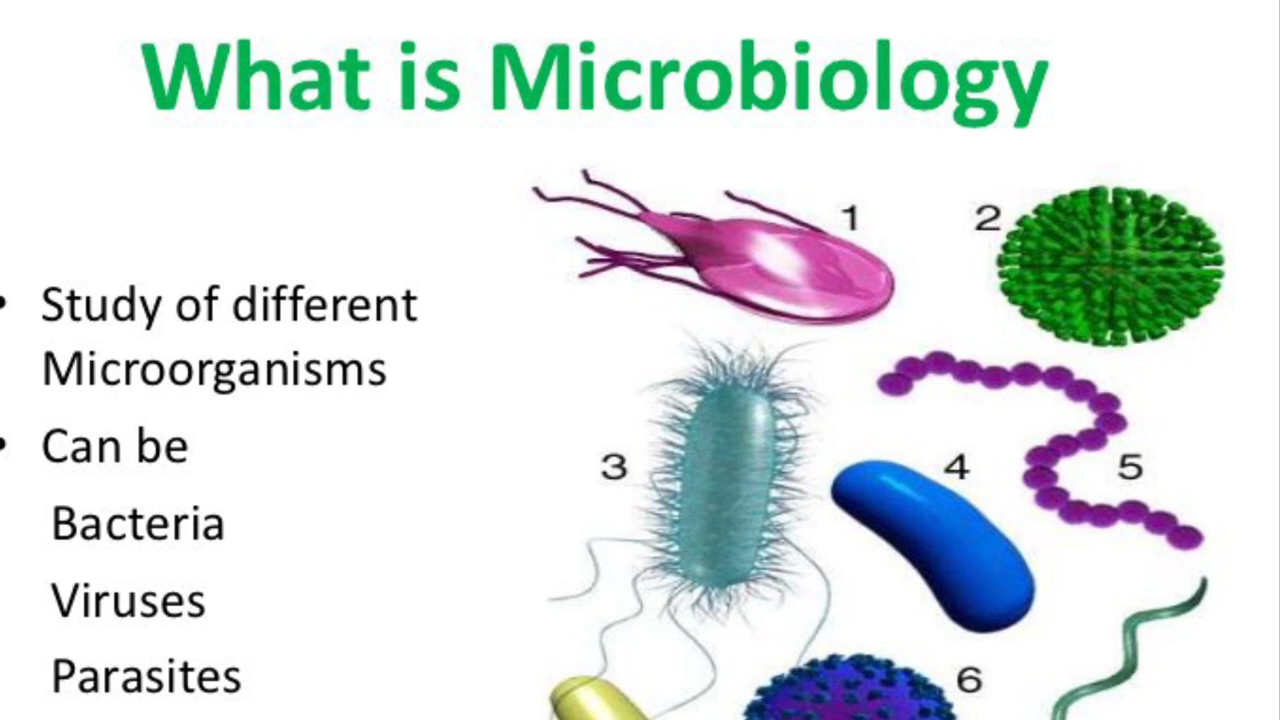 What is Microbiology
• Study of different
Microorganisms
• Can be
Bacteria
Viruses
Parasites
1
2
3
4
5
6